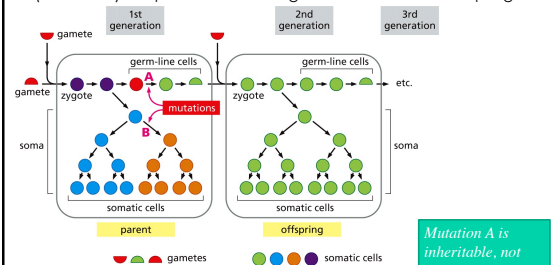 1st
generation
2nd
generation
3rd
generation
gamete
germ-line cells
germ-line cells
A
etc.
gamete
zygote
zygote
mutations
B
soma
soma
somatic cells
somatic cells
parent
offspring
Mutation A is
inheritable, not
gametes
somatic cells